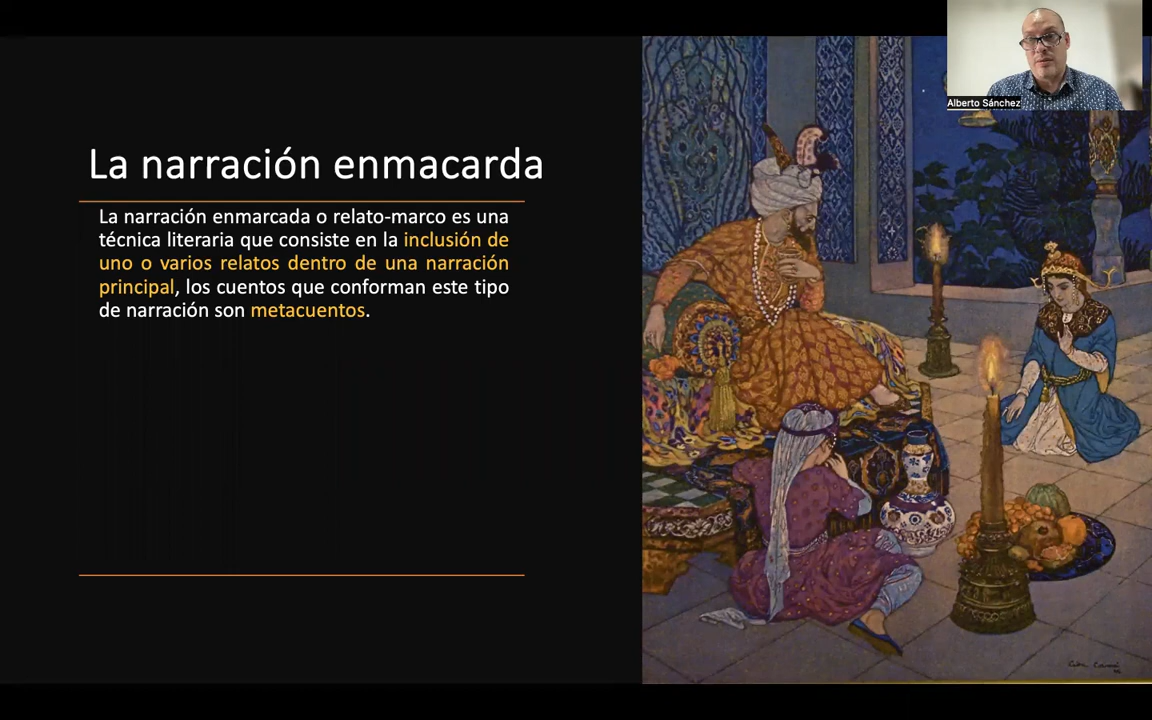 Alberto Sánchez
La narración enmacarda
La narración enmarcada o relato-marco es una
técnica literaria que consiste en la inclusión de
uno o varios relatos dentro de una narración
principal, los cuentos que conforman este tipo
de narración son metacuentos.